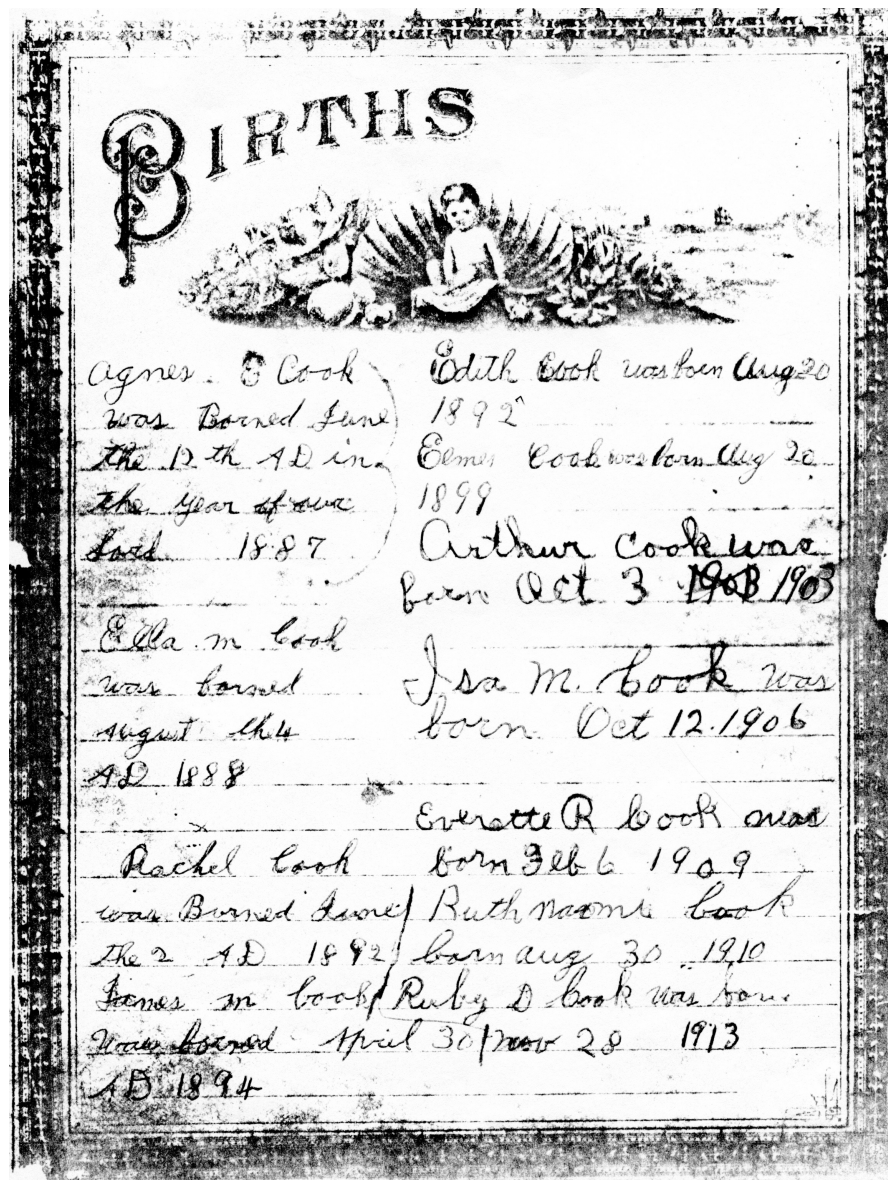 BIRTHS
Agnes E Cook
was Borned June
the 12 th AD in
the year of our
Lord 1887
Ella m Cook
was borned
August the 4
AD 1888
Rachel Cook
was Borned June
the 2 AD 1892
James m Cook
was borned April 30
AD 1894
Edith Cook was born Aug 20
1892
Elmer Cook was born Aug 20
1899
Arthur Cook was
born Oct 3 1903
Isa M. Cook was
born Oct 12.1906
Everette R Cook was
born Feb 6 1909
Ruth naomi Cook
born aug 30 1910
Ruby D Cook was born
nov 28 1913